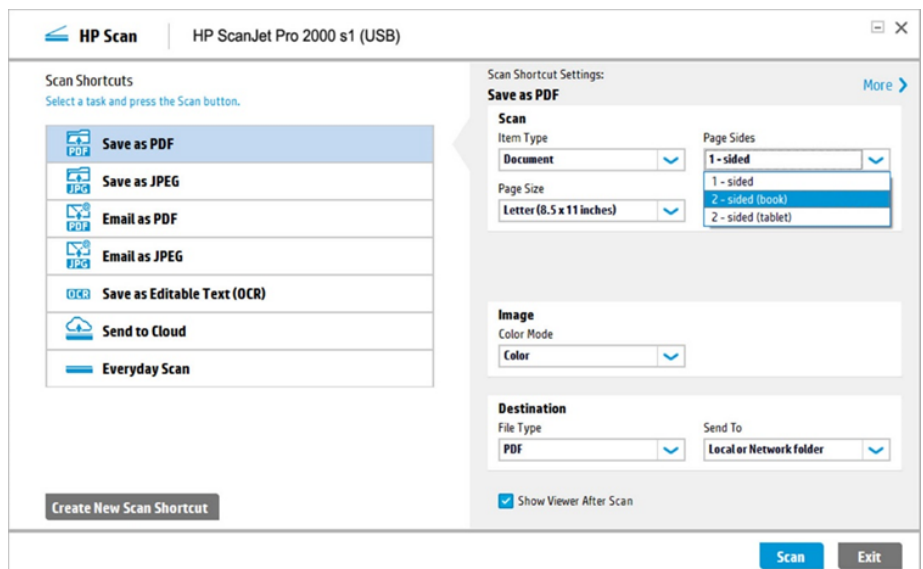 HP Scan
HP ScanJet Pro 2000 s1 (USB)
Scan Shortcuts
Select a task and press the Scan button.
PDF Save as PDF
JPG Save as JPEG
PDF Email as PDF
JPG Email as JPEG
OCR Save as Editable Text (OCR)
Send to Cloud
Everyday Scan
Create New Scan Shortcut
Scan Shortcut Settings:
More
Save as PDF
Scan
Item Type
Page Sides
Document
1 - sided
1 - sided
2 - sided (book)
2 - sided (tablet)
Page Size
Letter (8.5 x 11 inches)
Image
Color Mode
Color
Destination
File Type
Send To
PDF
Local or Network folder
Show Viewer After Scan
Scan
Exit